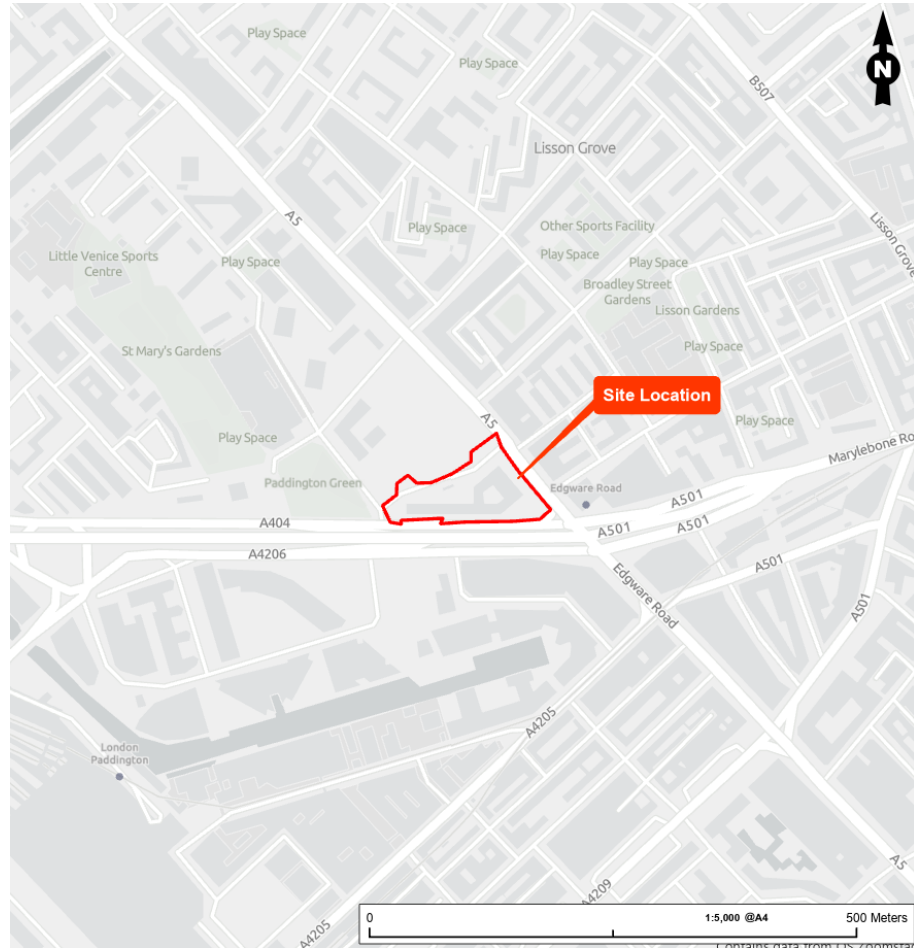 Play Space
N
Play Space
B507
Lisson Grove
A5
Lisson Grove
Play Space
Other Sports Facility
Little Venice Sports
Centre
Play Space
Play Space
Play Space
Broadley Street
Gardens
Lisson Gardens
St Mary's Gardens
Play Space
Site Location
A5
Play Space
Play Space
Marylebone Ro
Paddington Green
Edgware Road
A501
A404
A501
A501
A4206
A501
Edgware Road
A501
A4205
London
Paddington
A5
A4209
A4205
0
1:5,000 @A4
500 Meters